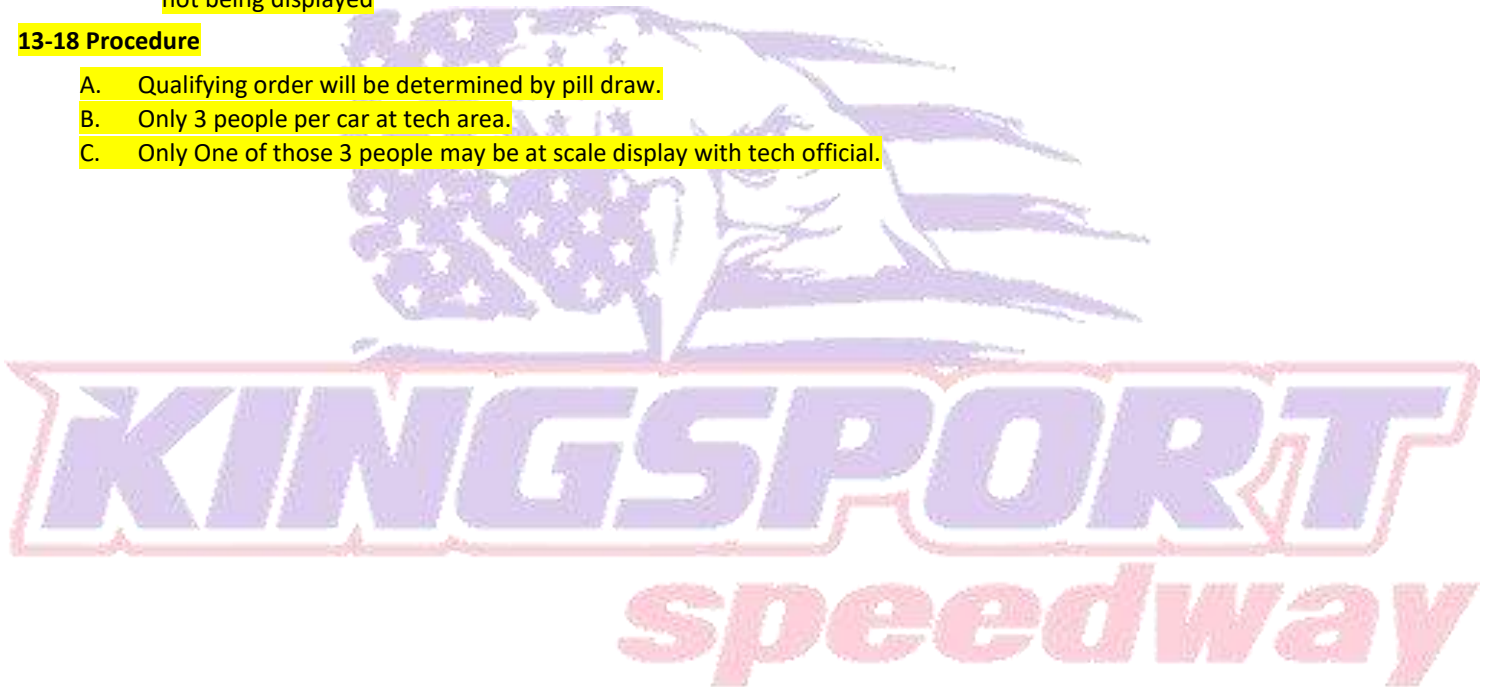 not being displayed
13-18 Procedure
A. Qualifying order will be determined by pill draw.
B. Only 3 people per car at tech area.
C. Only One of those 3 people may be at scale display with tech official.
KINGSPORT
speedway